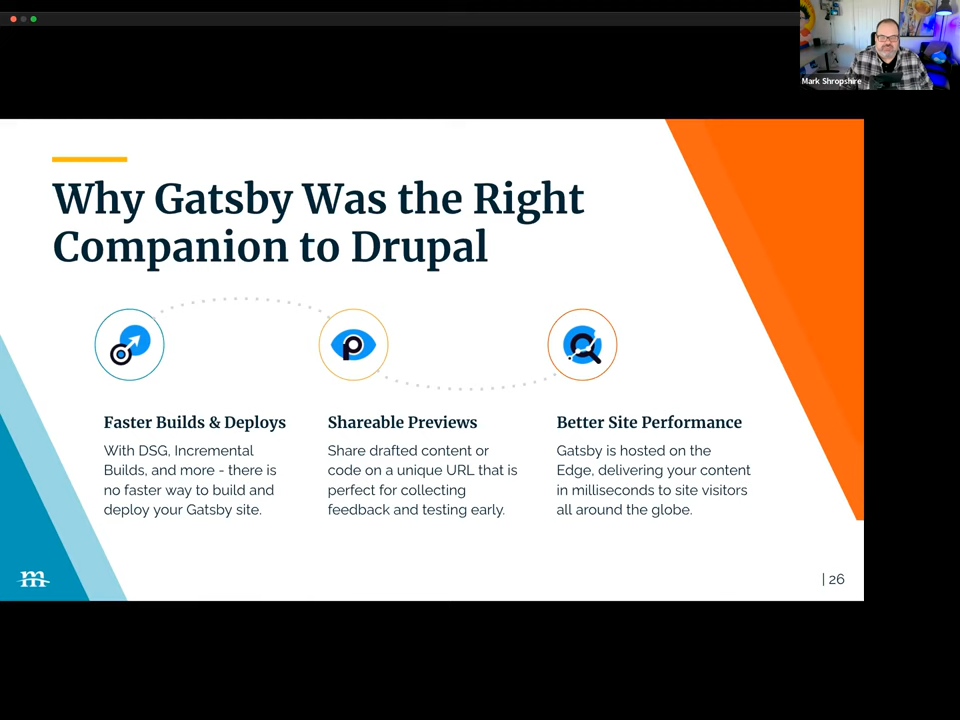 Mark Shropshire
Why Gatsby Was the Right
Companion to Drupal
Faster Builds & Deploys
With DSG, Incremental
Builds, and more - there is
no faster way to build and
deploy your Gatsby site.
Shareable Previews
Share drafted content or
code on a unique URL that is
perfect for collecting
feedback and testing early.
Better Site Performance
Gatsby is hosted on the
Edge, delivering your content
in milliseconds to site visitors
all around the globe.
m
| 26